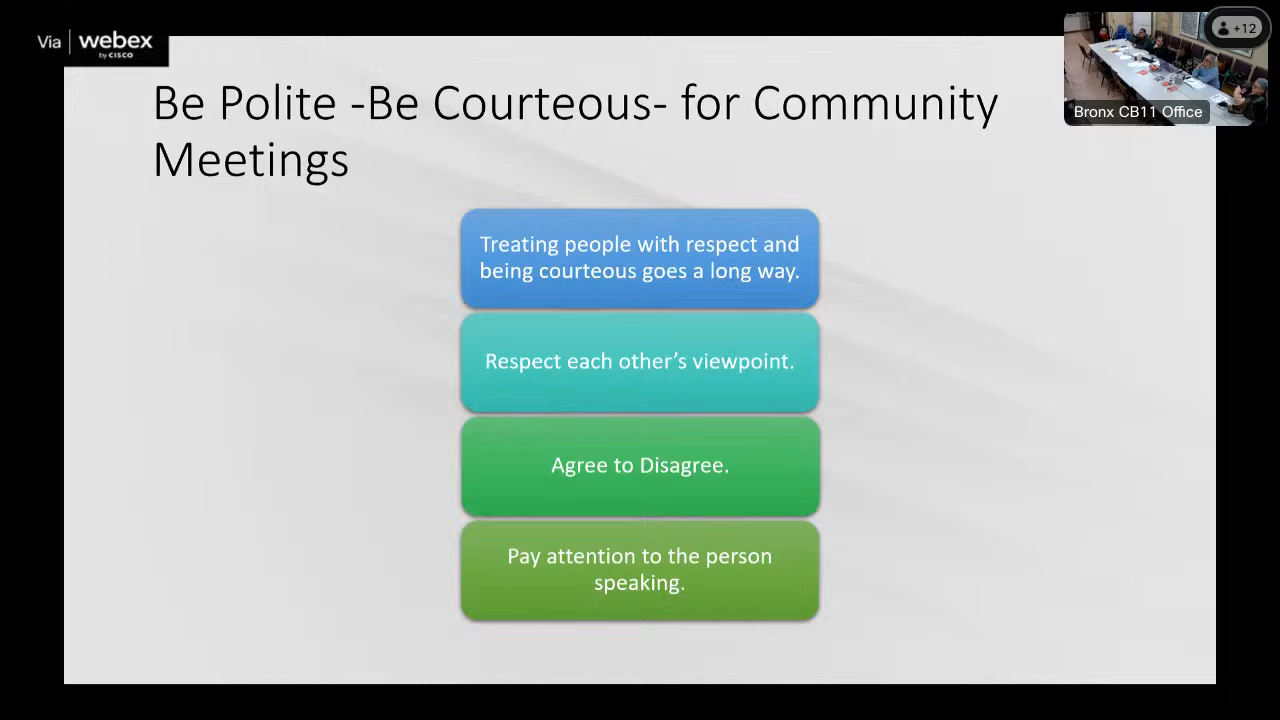 Via webex
by CISCO
+12
Bronx CB11 Office
Be Polite -Be Courteous- for Community
Meetings
Treating people with respect and
being courteous goes a long way.
Respect each other’s viewpoint.
Agree to Disagree.
Pay attention to the person
speaking.